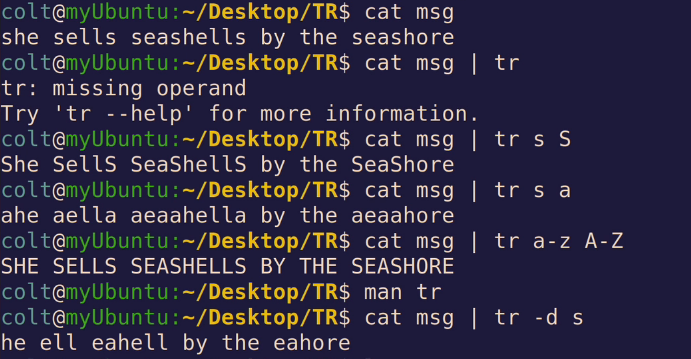 colt@myUbuntu:~/Desktop/TR$ cat msg
she sells seashells by the seashore
colt@myUbuntu:~/Desktop/TR$ cat msg | tr
tr: missing operand
Try 'tr --help' for more information.
colt@myUbuntu:~/Desktop/TR$ cat msg | tr s S
She SellS SeaShellS by the SeaShore
colt@myUbuntu:~/Desktop/TR$ cat msg | tr s a
ahe aella aeaahella by the aeaahore
colt@myUbuntu:~/Desktop/TR$ cat msg | tr a-z A-Z
SHE SELLS SEASHELLS BY THE SEASHORE
colt@myUbuntu:~/Desktop/TR$ man tr
colt@myUbuntu:~/Desktop/TR$ cat msg | tr -d s
he ell eahell by the eahore